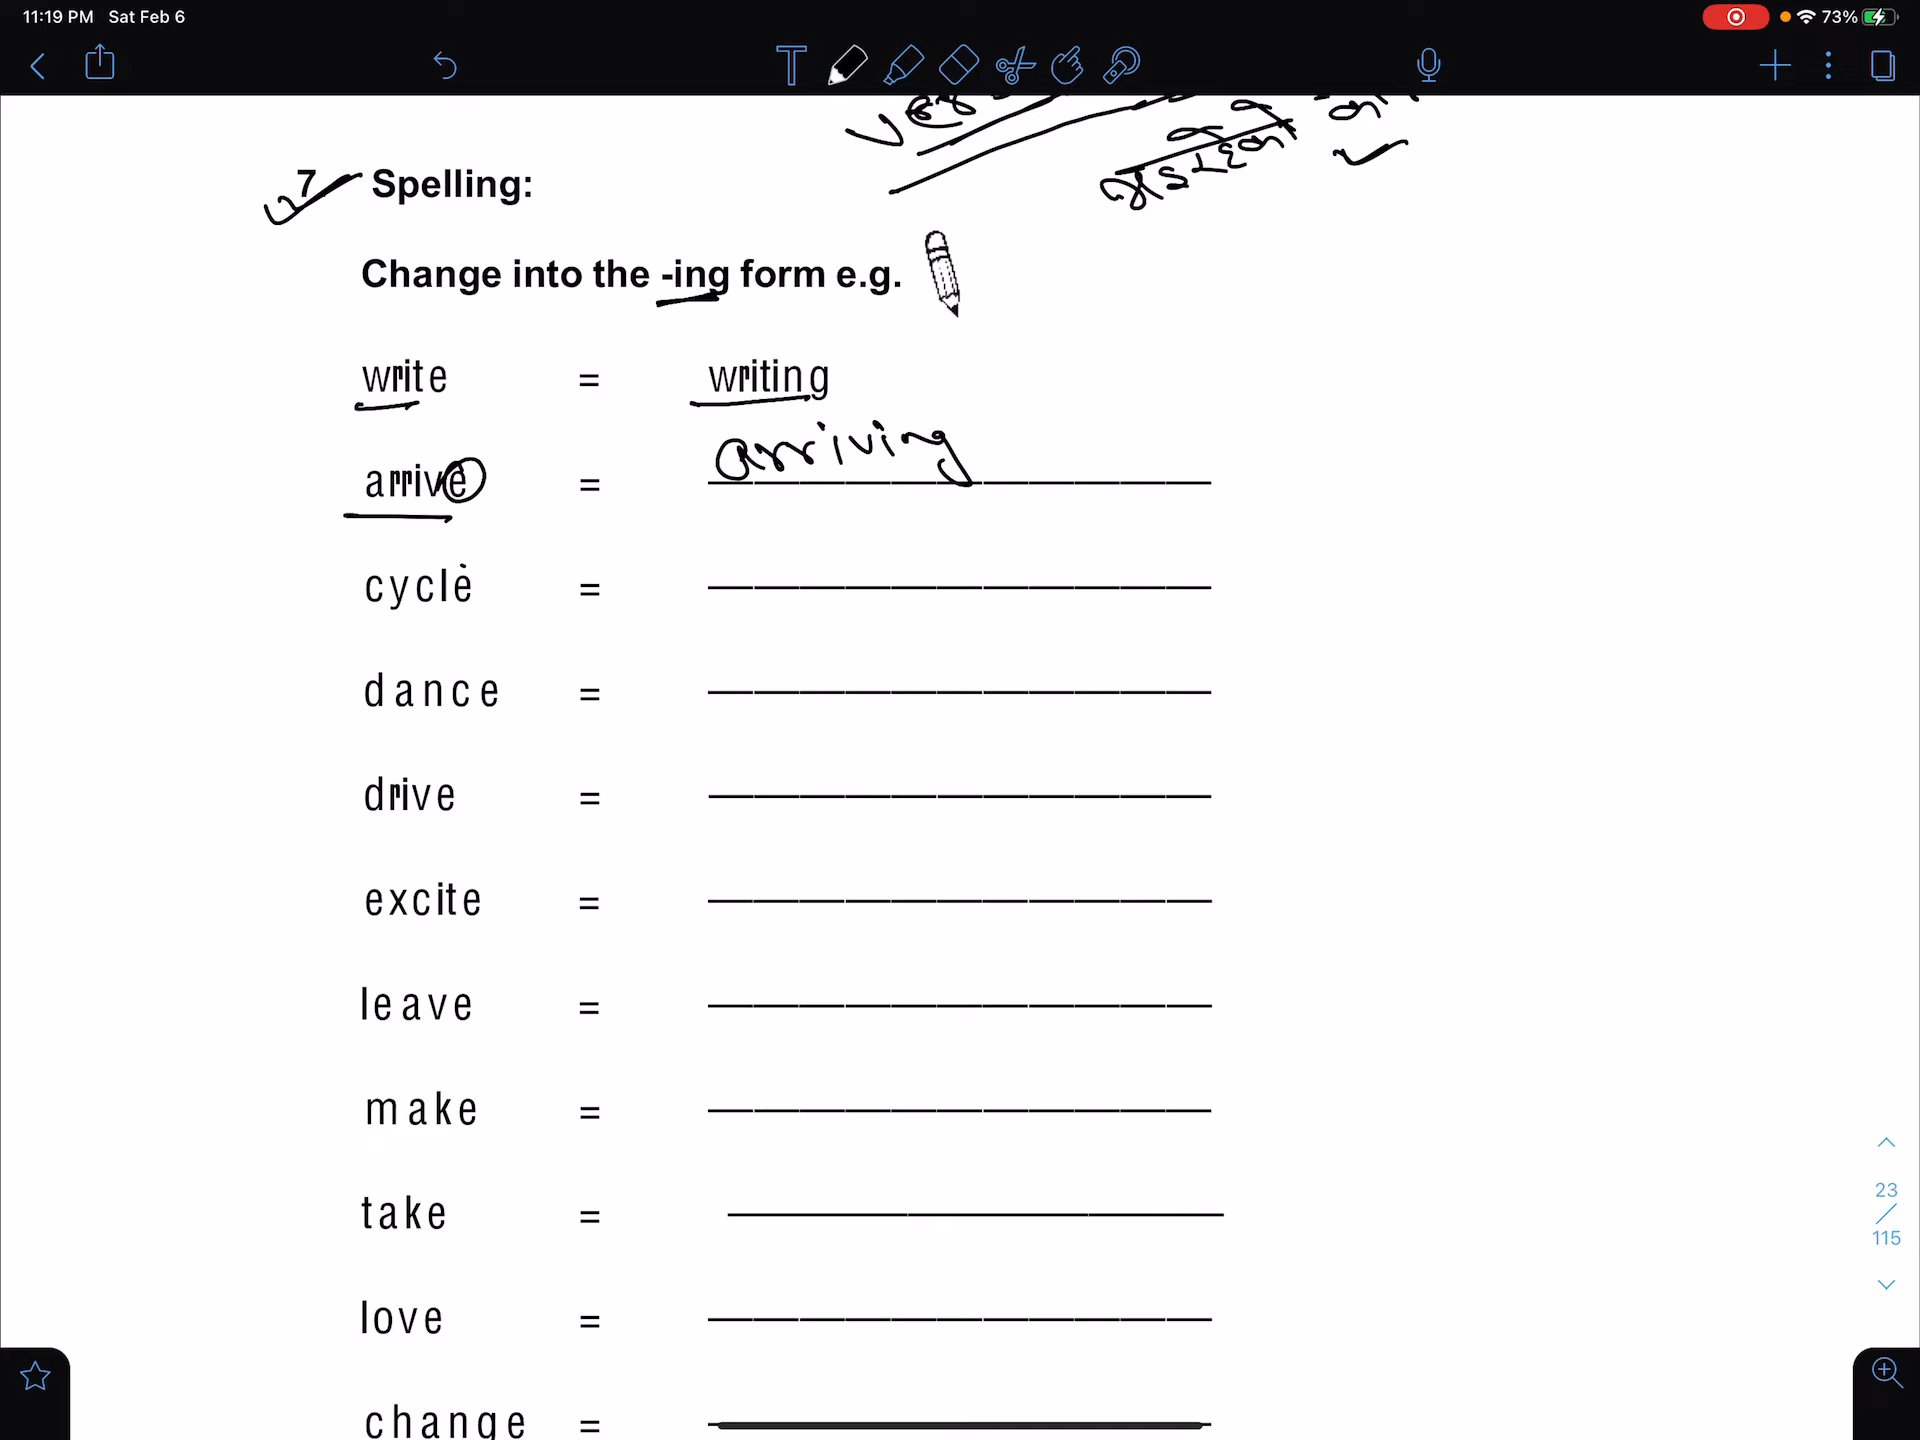 11:19 PM Sat Feb 6
73%
7 Spelling:
Change into the -ing form e.g.
write = writing
arrive = arriving
cycle =
dance =
drive =
excite =
leave =
make =
take =
love =
change =
23
115